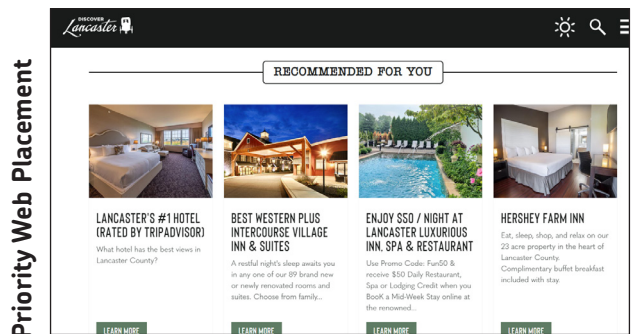 Priority Web Placement
DISCOVER
Lancaster
RECOMMENDED FOR YOU
LANCASTER'S #1 HOTEL
(RATED BY TRIPADVISOR)
What hotel has the best views in
Lancaster County?
LEARN MORE
BEST WESTERN PLUS
INTERCOURSE VILLAGE
INN & SUITES
A restful night's sleep awaits you
in any one of our 89 brand new
or newly renovated rooms and
suites. Choose from family...
LEARN MORE
ENJOY $50 / NIGHT AT
LANCASTER LUXURIOUS
INN, SPA & RESTAURANT
Use Promo Code: Fun50 &
receive $50 Daily Restaurant,
Spa or Lodging Credit when you
BooK a Mid-Week Stay online at
the renowned...
LEARN MORE
HERSHEY FARM INN
Eat, sleep, shop, and relax on our
23 acre property in the heart of
Lancaster County.
Complimentary buffet breakfast
included with stay.
LEARN MORE